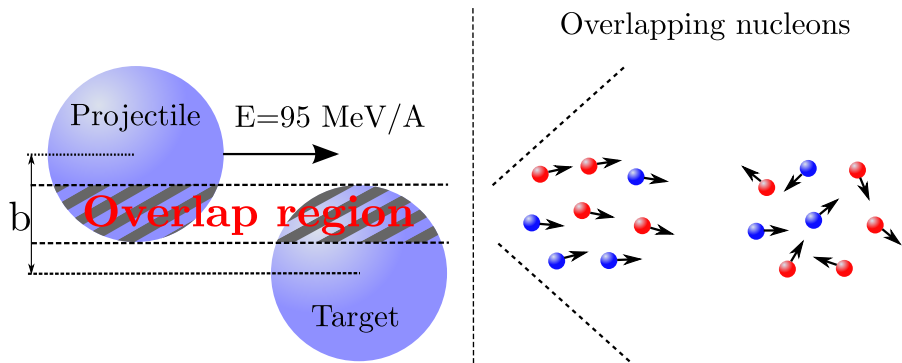 Overlapping nucleons
Projectile
E=95 MeV/A
Overlap region
b
Target